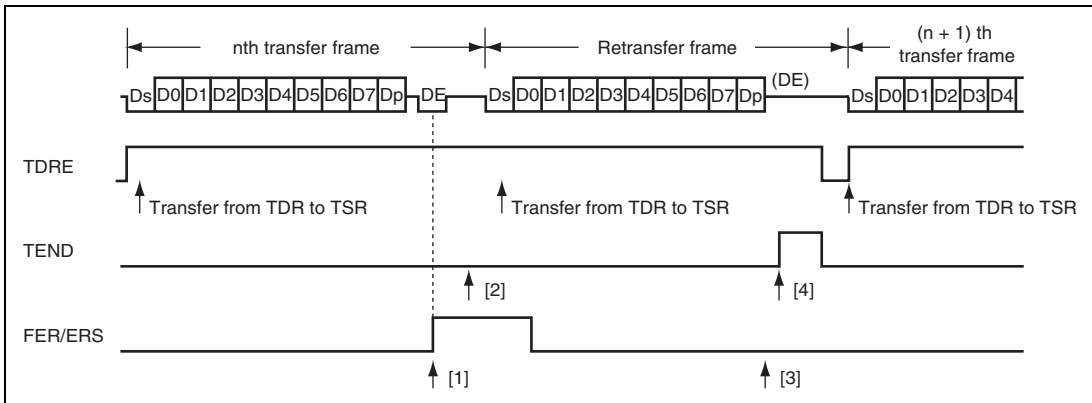 nth transfer frame
Retransfer frame
(n + 1) th
transfer frame
Ds D0 D1 D2 D3 D4 D5 D6 D7 Dp DE
Ds D0 D1 D2 D3 D4 D5 D6 D7 Dp (DE)
Ds D0 D1 D2 D3 D4
TDRE
Transfer from TDR to TSR
Transfer from TDR to TSR
Transfer from TDR to TSR
TEND
[2]
[4]
FER/ERS
[1]
[3]